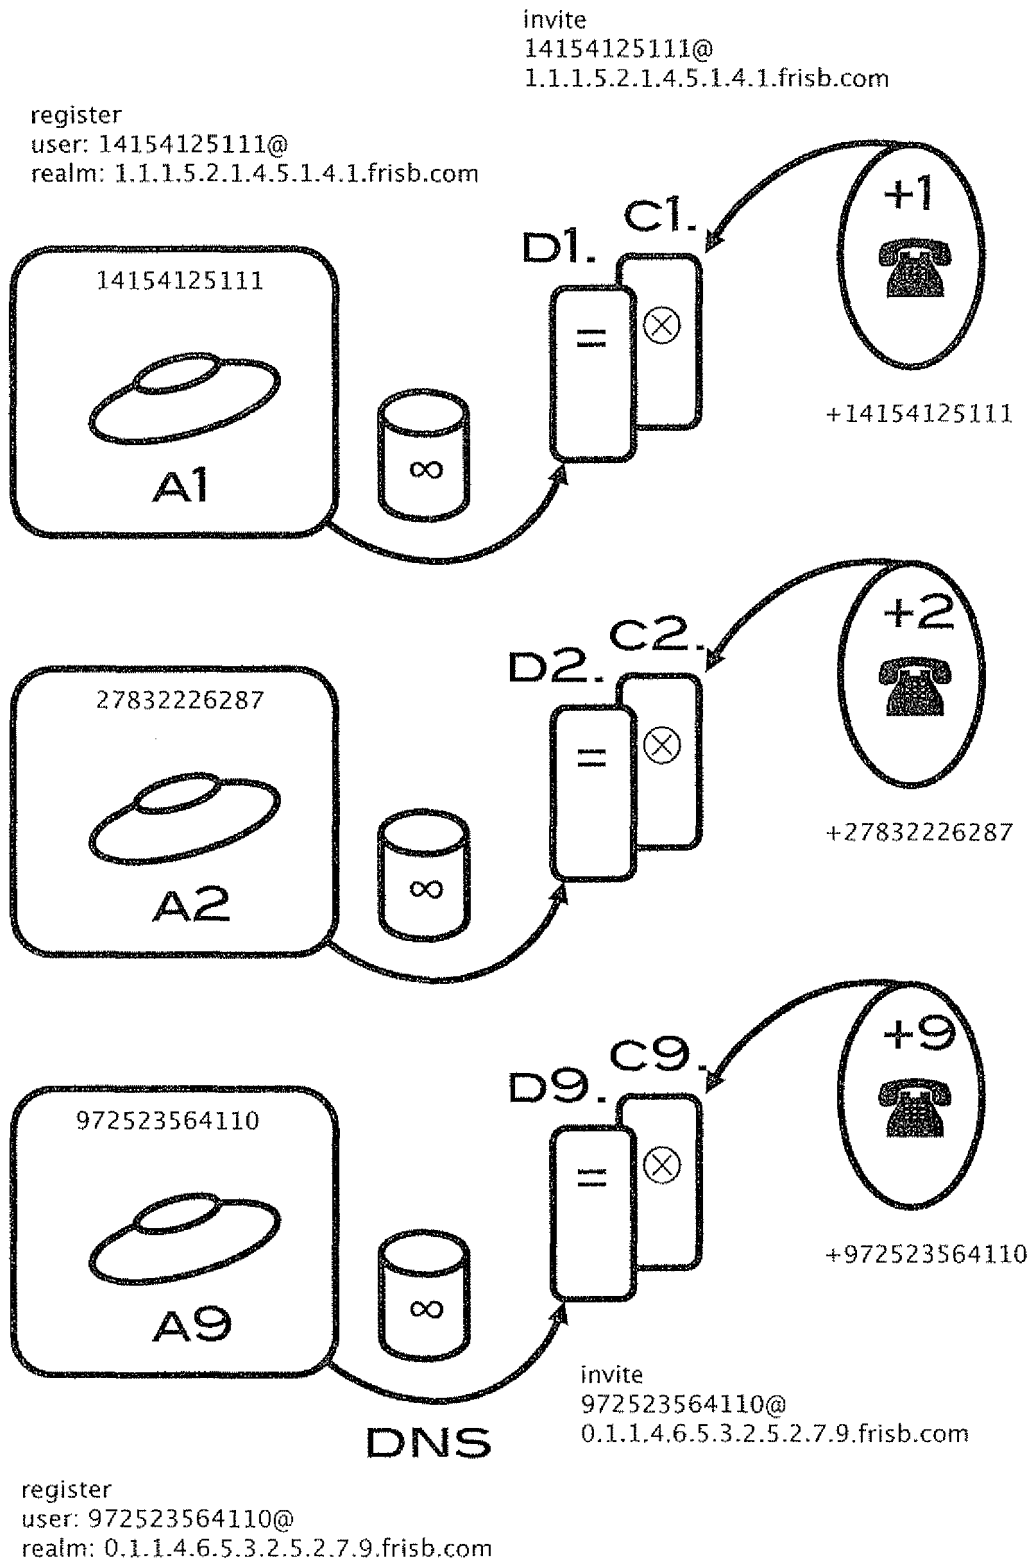 invite
14154125111@
1.1.1.5.2.1.4.5.1.4.1.frisb.com
register
user: 14154125111@
realm: 1.1.1.5.2.1.4.5.1.4.1.frisb.com
+1
C1.
D1.
14154125111
=
+14154125111
∞
A1
+2
C2.
D2.
27832226287
=
+27832226287
∞
A2
+9
C9.
D9.
972523564110
=
+972523564110
∞
A9
invite
972523564110@
0.1.1.4.6.5.3.2.5.2.7.9.frisb.com
DNS
register
user: 972523564110@
realm: 0.1.1.4.6.5.3.2.5.2.7.9.frisb.com